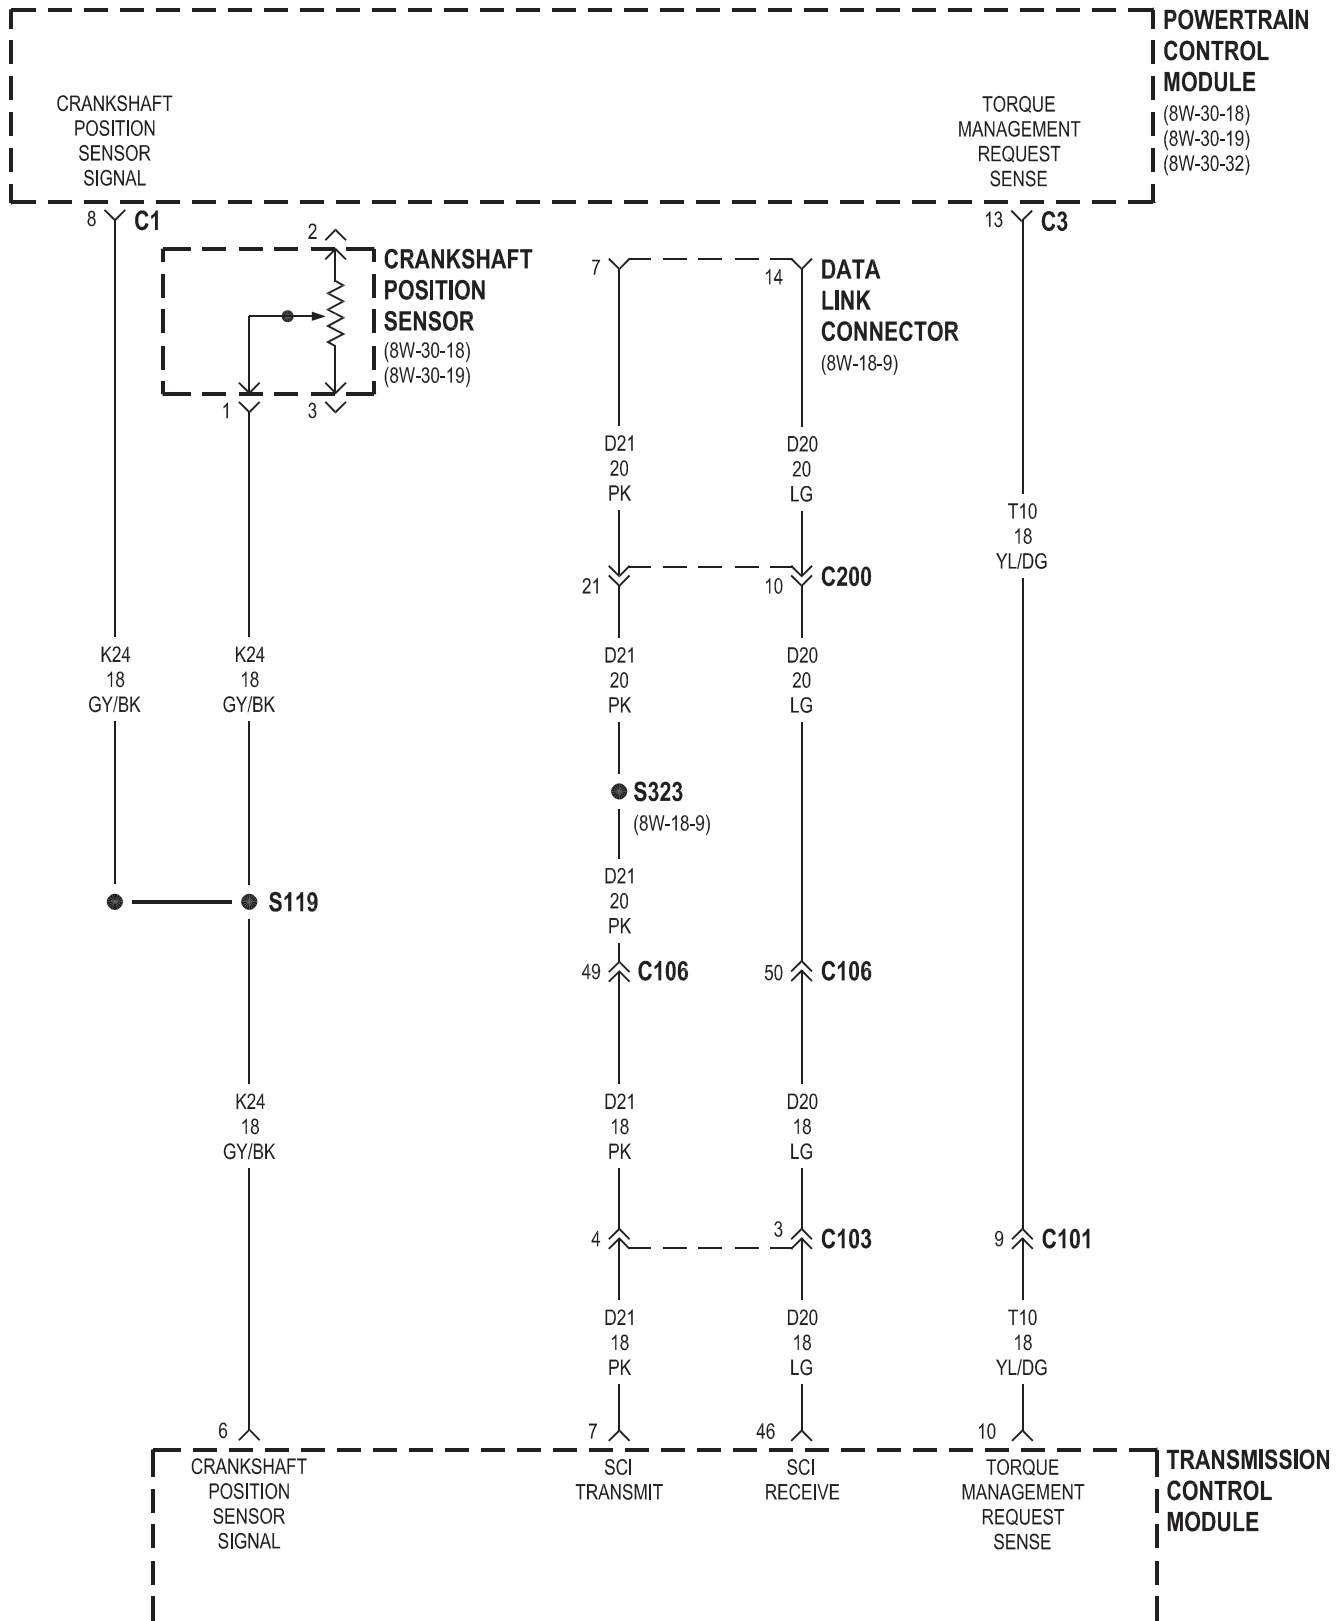 POWERTRAIN
CONTROL
MODULE
(8W-30-18)
(8W-30-19)
(8W-30-32)
CRANKSHAFT
POSITION
SENSOR
SIGNAL
TORQUE
MANAGEMENT
REQUEST
SENSE
8 C1
13 C3
2
CRANKSHAFT
POSITION
SENSOR
(8W-30-18)
(8W-30-19)
1
3
7
14
DATA
LINK
CONNECTOR
(8W-18-9)
D21
20
PK
D20
20
LG
T10
18
YL/DG
21
10
C200
K24
18
GY/BK
K24
18
GY/BK
D21
20
PK
D20
20
LG
S323
(8W-18-9)
D21
20
PK
S119
49 C106
50 C106
K24
18
GY/BK
D21
18
PK
D20
18
LG
4
3
C103
9 C101
D21
18
PK
D20
18
LG
T10
18
YL/DG
6
7
46
10
CRANKSHAFT
POSITION
SENSOR
SIGNAL
SCI
TRANSMIT
SCI
RECEIVE
TORQUE
MANAGEMENT
REQUEST
SENSE
TRANSMISSION
CONTROL
MODULE